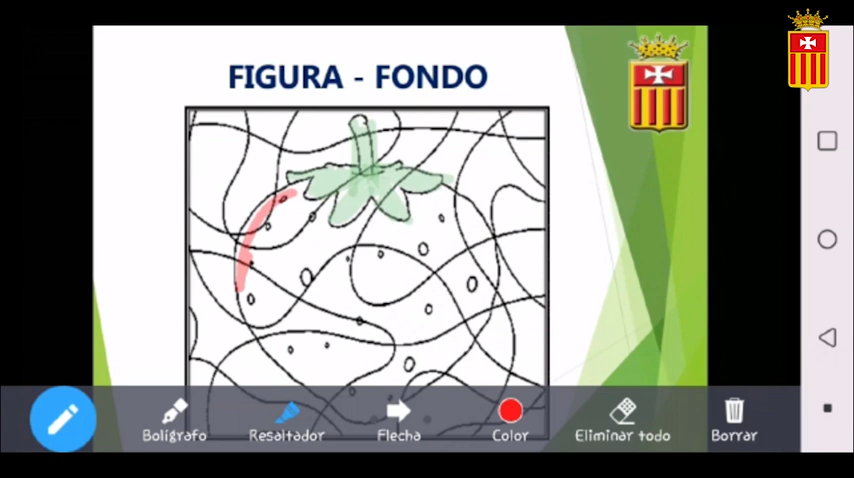 FIGURA - FONDO
Bolígrafo
Resaltador
Flecha
Color
Eliminar todo
Borrar